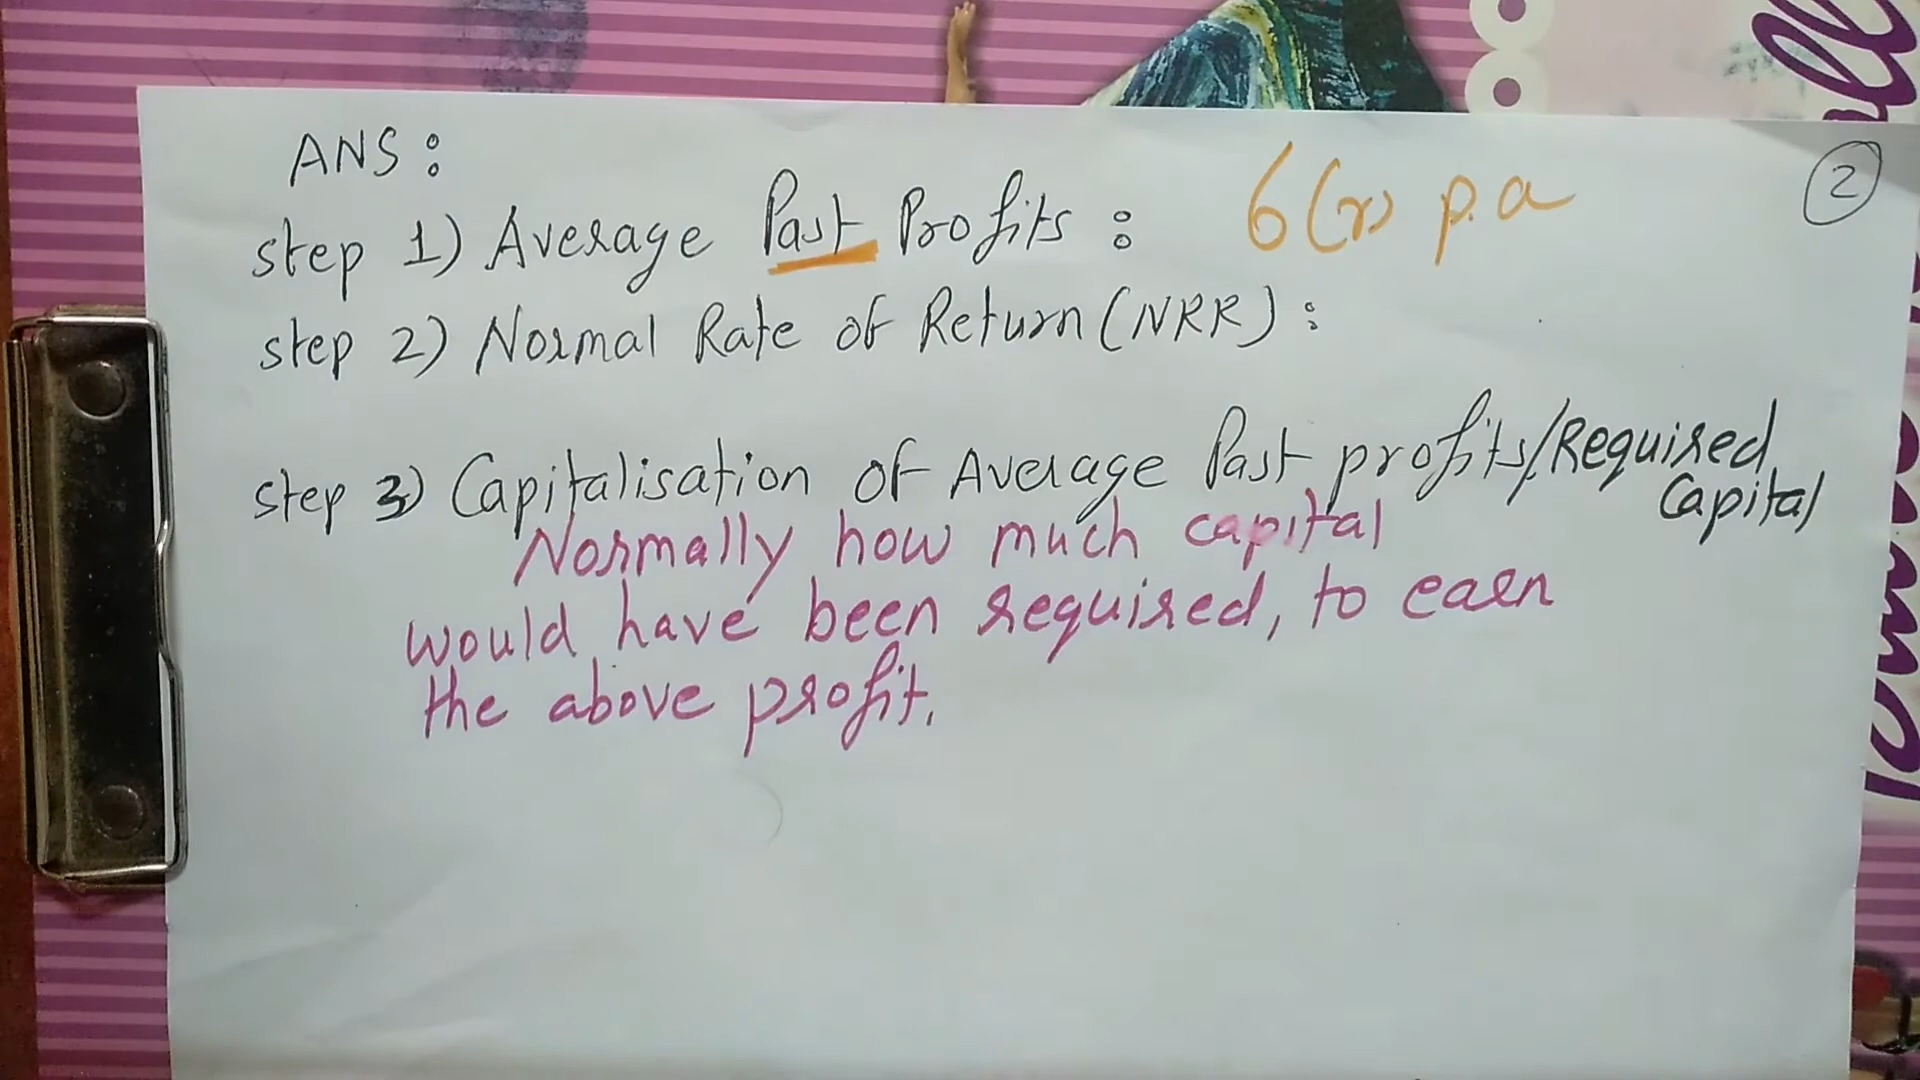 ANS :
2
step 1) Average Past Profits : 6 (r) p.a
step 2) Normal Rate of Return (NRR) :
step 3) Capitalisation of Average Past profits/Required Capital
Normally how much capital
would have been required, to earn
the above profit.